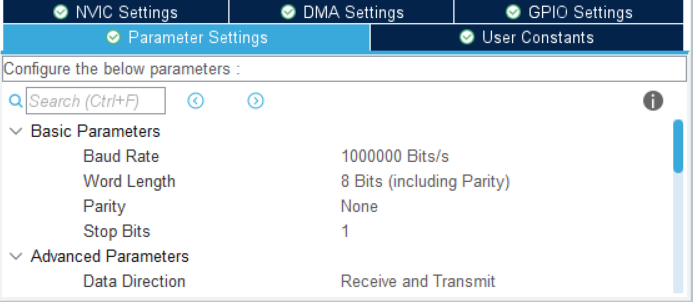 NVIC Settings DMA Settings GPIO Settings
Parameter Settings User Constants
Configure the below parameters :
Search (Ctrl+F)
Basic Parameters
Baud Rate 1000000 Bits/s
Word Length 8 Bits (including Parity)
Parity None
Stop Bits 1
Advanced Parameters
Data Direction Receive and Transmit